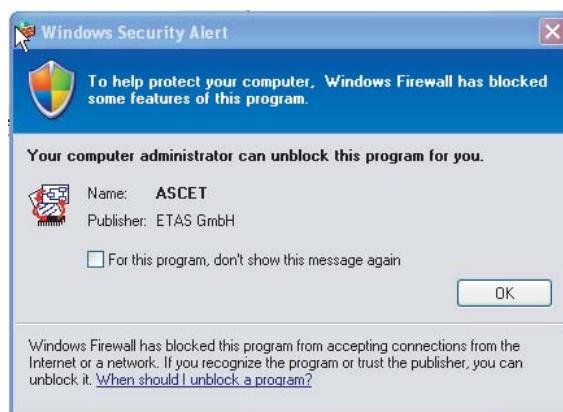 Windows Security Alert
To help protect your computer, Windows Firewall has blocked
some features of this program.
Your computer administrator can unblock this program for you.
Name: ASCET
Publisher: ETAS GmbH
For this program, don't show this message again
OK
Windows Firewall has blocked this program from accepting connections from the
Internet or a network. If you recognize the program or trust the publisher, you can
unblock it. When should I unblock a program?